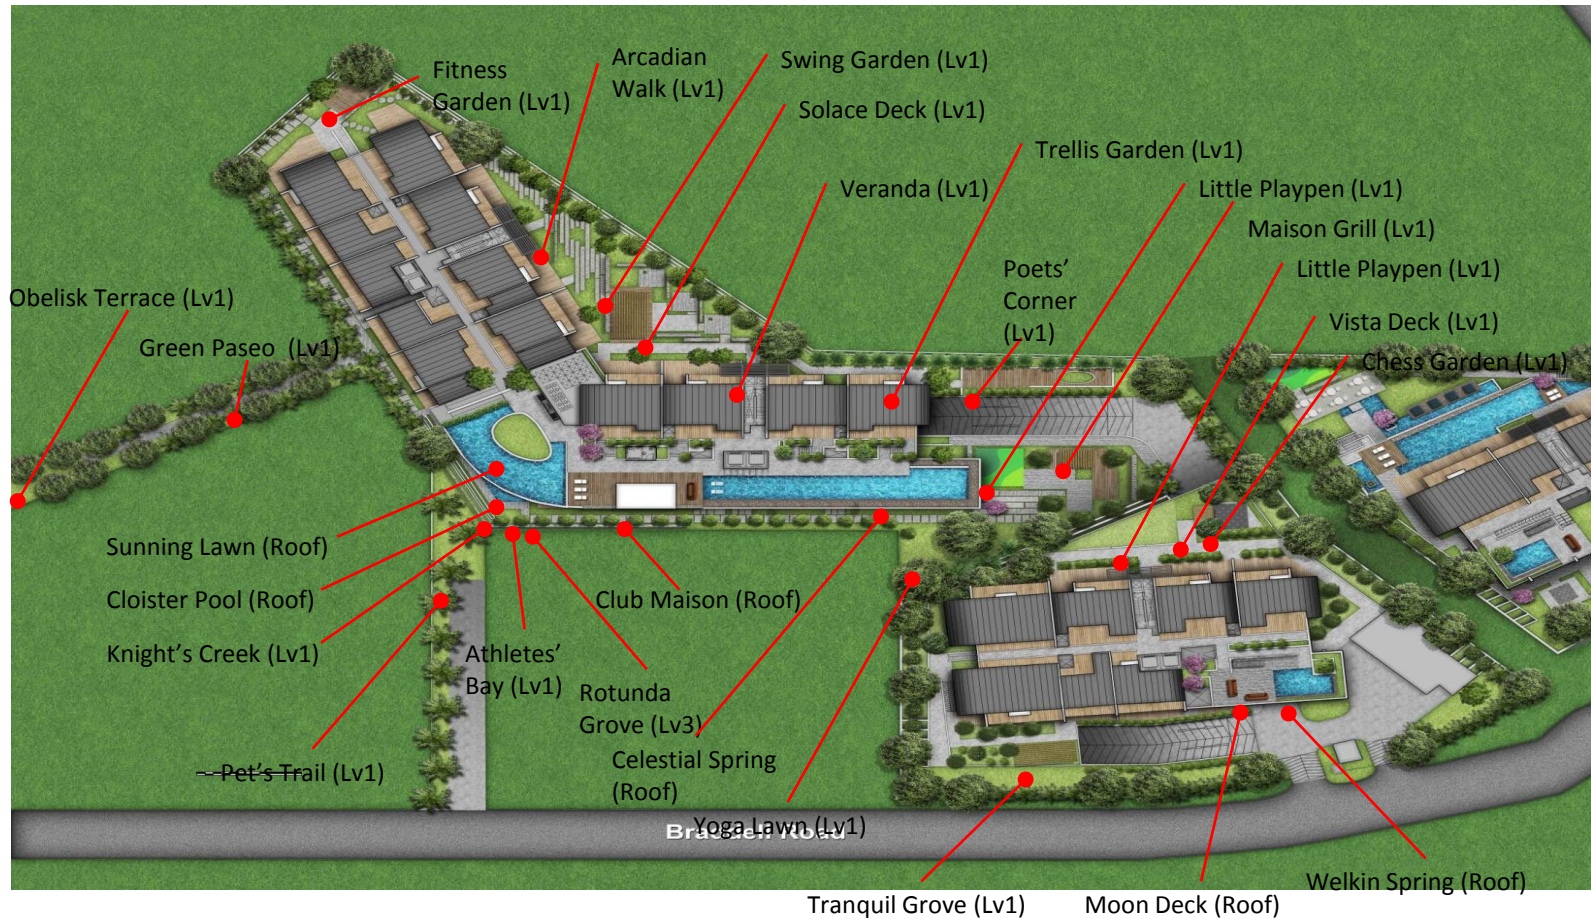 Fitness
Garden (Lv1)
Arcadian
Walk (Lv1)
Swing Garden (Lv1)
Solace Deck (Lv1)
Trellis Garden (Lv1)
Veranda (Lv1)
Little Playpen (Lv1)
Maison Grill (Lv1)
Little Playpen (Lv1)
Poets’
Corner
(Lv1)
Vista Deck (Lv1)
Chess Garden (Lv1)
Obelisk Terrace (Lv1)
Green Paseo (Lv1)
Sunning Lawn (Roof)
Cloister Pool (Roof)
Knight’s Creek (Lv1)
Athletes’
Bay (Lv1)
Club Maison (Roof)
Rotunda
Grove (Lv3)
Celestial Spring
(Roof)
Pet’s Trail (Lv1)
Yoga Lawn (Lv1)
Road
Tranquil Grove (Lv1)
Moon Deck (Roof)
Welkin Spring (Roof)